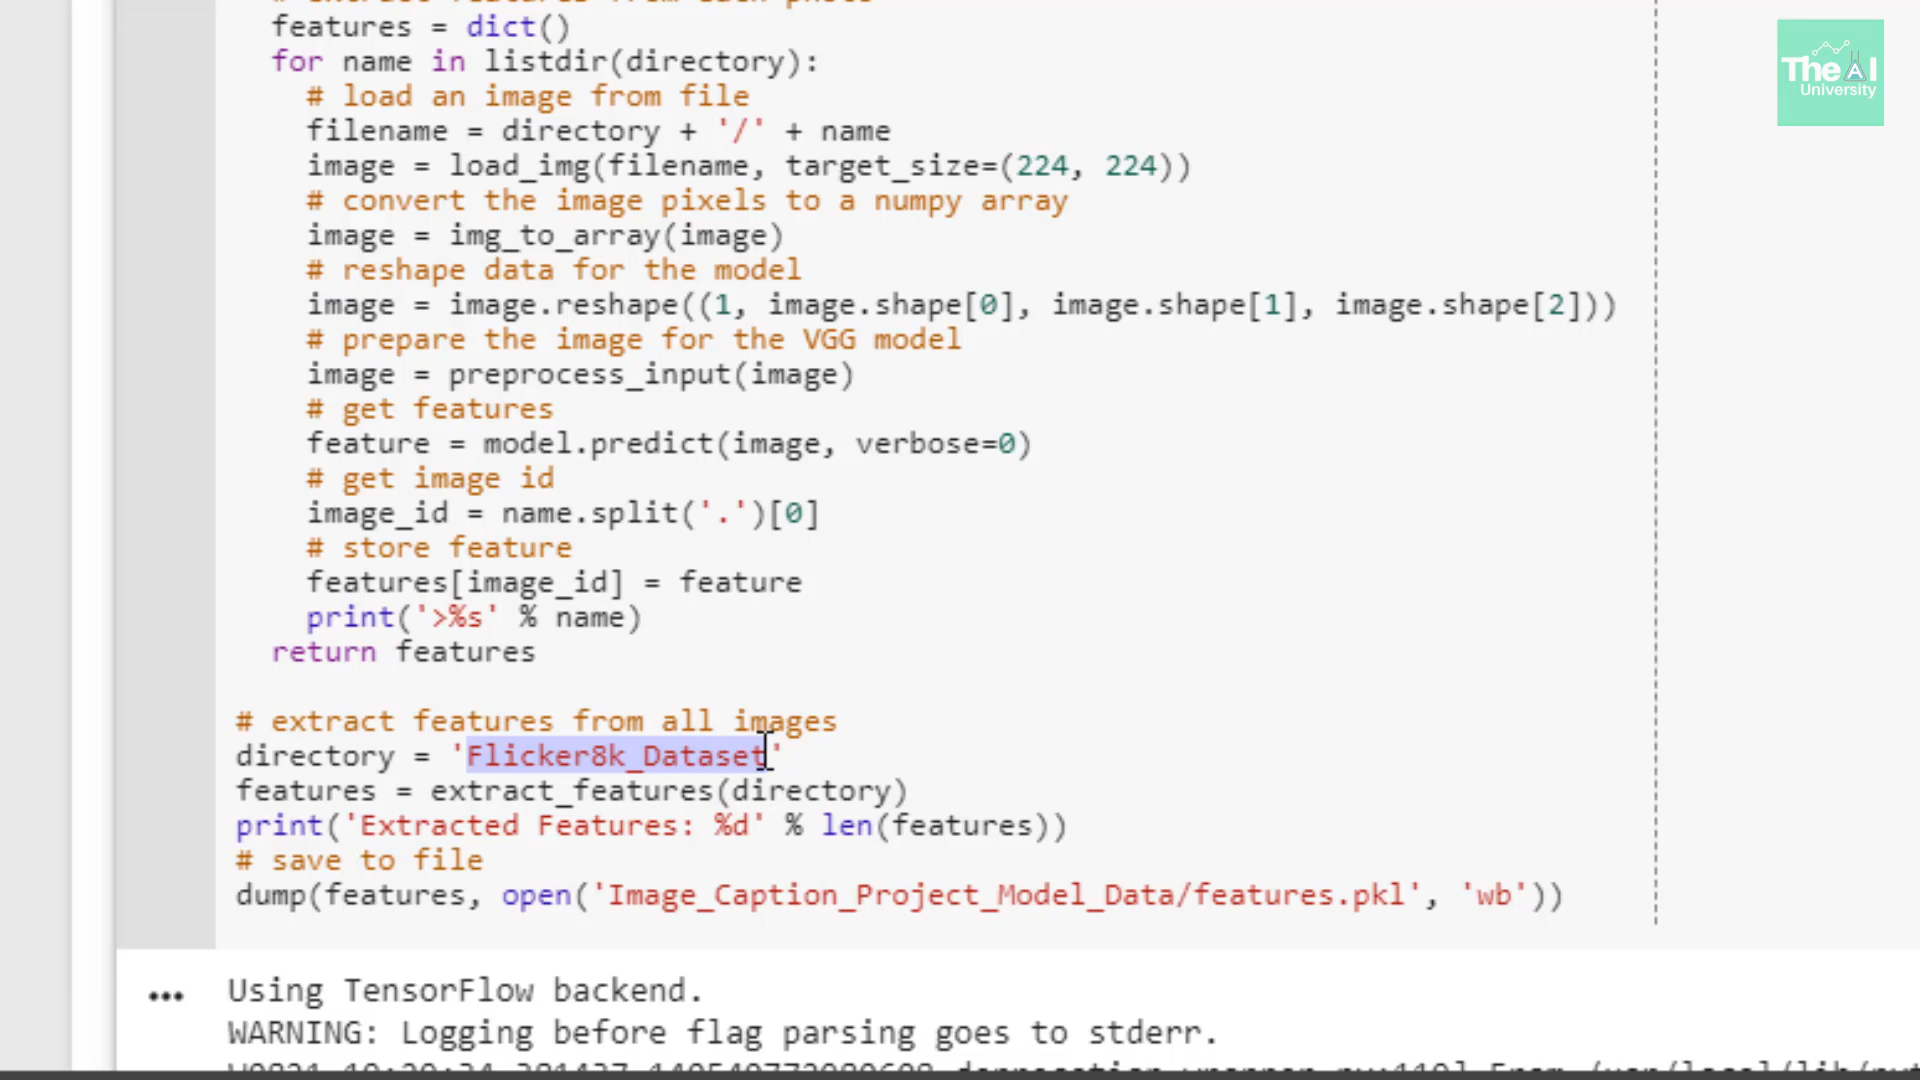 # extract features from each photo
features = dict()
for name in listdir(directory):
# load an image from file
filename = directory + '/' + name
image = load_img(filename, target_size=(224, 224))
# convert the image pixels to a numpy array
image = img_to_array(image)
# reshape data for the model
image = image.reshape((1, image.shape[0], image.shape[1], image.shape[2]))
# prepare the image for the VGG model
image = preprocess_input(image)
# get features
feature = model.predict(image, verbose=0)
# get image id
image_id = name.split('.')[0]
# store feature
features[image_id] = feature
print('>%s' % name)
return features
# extract features from all images
directory = 'Flicker8k_Dataset'
features = extract_features(directory)
print('Extracted Features: %d' % len(features))
# save to file
dump(features, open('Image_Caption_Project_Model_Data/features.pkl', 'wb'))
Using TensorFlow backend.
WARNING: Logging before flag parsing goes to stderr.
The AI
University